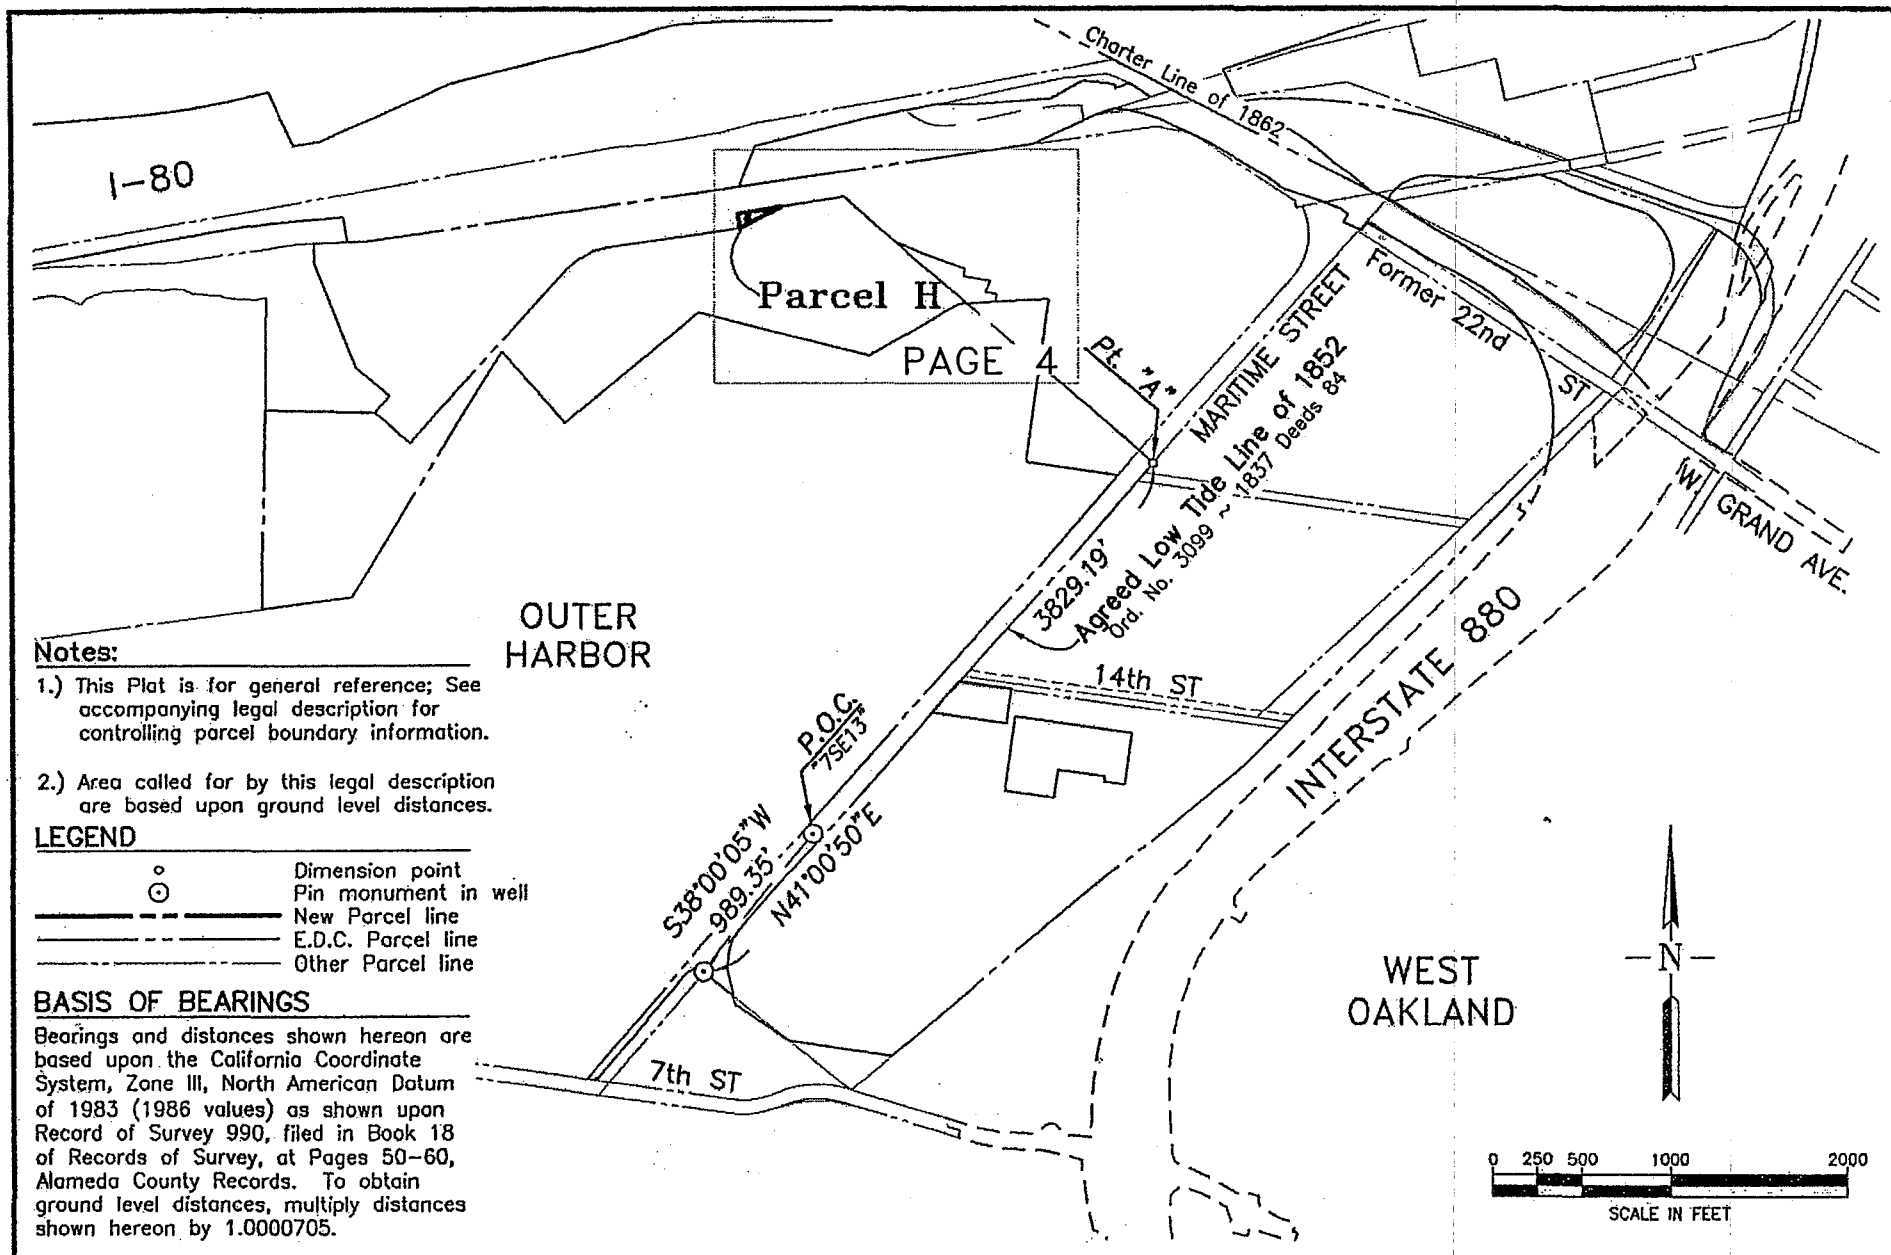 Charter Line of 1862
I-80
Parcel H
PAGE 4
Pt. "A"
MARITIME STREET
Former 22nd
ST
W. GRAND AVE.
Agreed Low Tide Line of 1852
Ord. No. 3099 ~ 1837 Deeds 84
3829.19'
OUTER
HARBOR
14th ST
INTERSTATE 880
P.O.C.
"7SE13"
S38°00'05"W
989.35'
N41°00'50"E
7th ST
WEST
OAKLAND
N
Notes:
1.) This Plat is for general reference; See
accompanying legal description for
controlling parcel boundary information.
2.) Area called for by this legal description
are based upon ground level distances.
LEGEND
Dimension point
Pin monument in well
New Parcel line
E.D.C. Parcel line
Other Parcel line
BASIS OF BEARINGS
Bearings and distances shown hereon are
based upon the California Coordinate
System, Zone III, North American Datum
of 1983 (1986 values) as shown upon
Record of Survey 990, filed in Book 18
of Records of Survey, at Pages 50-60,
Alameda County Records. To obtain
ground level distances, multiply distances
shown hereon by 1.0000705.
0 250 500 1000 2000
SCALE IN FEET